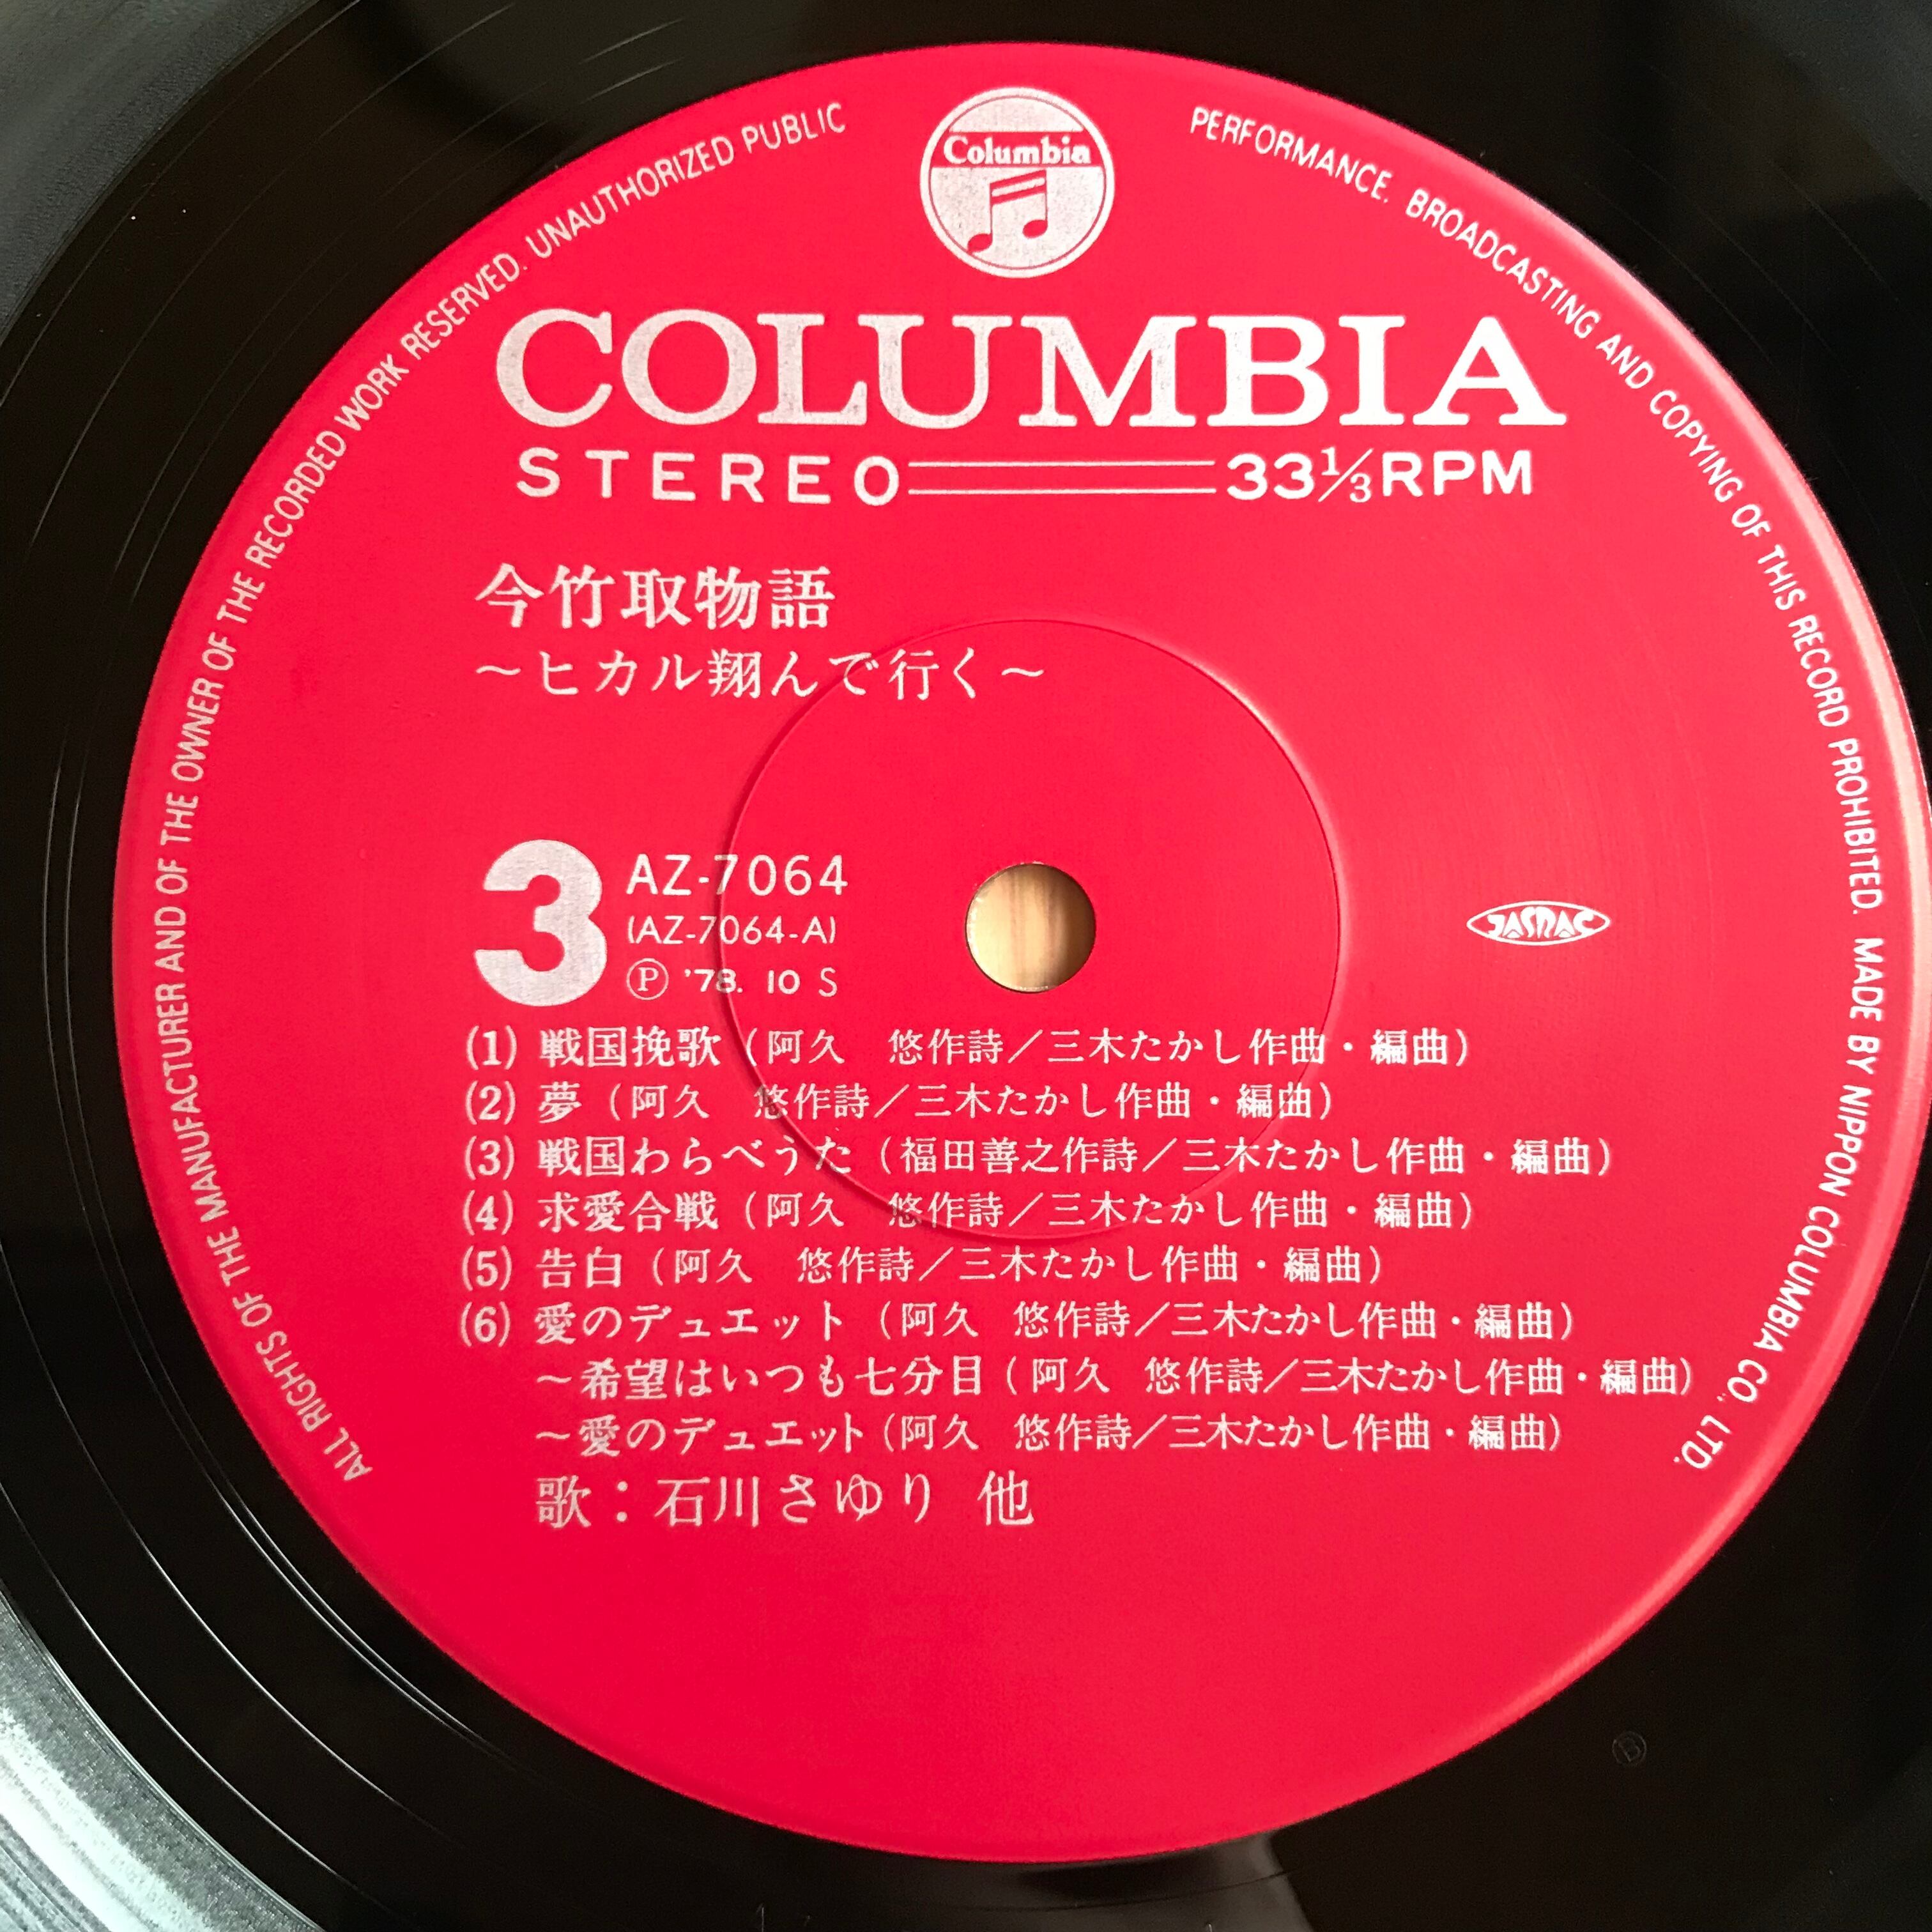 Columbia
COLUMBIA
STEREO 33⅓RPM
今竹取物語
～ヒカル翔んで行く～
3
AZ-7064
(AZ-7064-A)
Ⓟ '78. 10 S
JASRAC
(1) 戦国挽歌（阿久　悠作詩／三木たかし作曲・編曲）
(2) 夢（阿久　悠作詩／三木たかし作曲・編曲）
(3) 戦国わらべうた（福田善之作詩／三木たかし作曲・編曲）
(4) 求愛合戦（阿久　悠作詩／三木たかし作曲・編曲）
(5) 告白（阿久　悠作詩／三木たかし作曲・編曲）
(6) 愛のデュエット（阿久　悠作詩／三木たかし作曲・編曲）
～希望はいつも七分目（阿久　悠作詩／三木たかし作曲・編曲）
～愛のデュエット（阿久　悠作詩／三木たかし作曲・編曲）
歌：石川さゆり　他
ALL RIGHTS OF THE MANUFACTURER AND OF THE OWNER OF THE RECORDED WORK RESERVED. UNAUTHORIZED PUBLIC PERFORMANCE. BROADCASTING AND COPYING OF THIS RECORD PROHIBITED. MADE BY NIPPON COLUMBIA CO., LTD.
Ⓑ